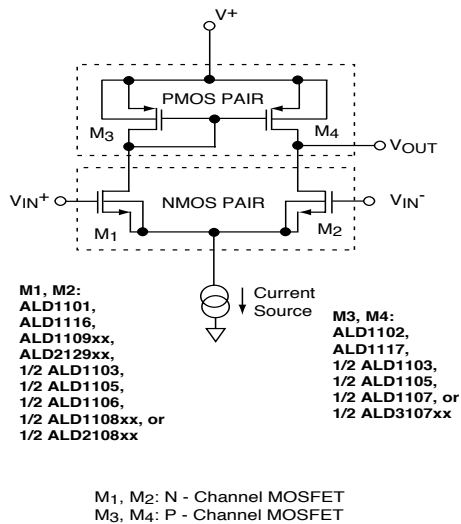 V+
PMOS PAIR
M3
M4
VOUT
VIN+
NMOS PAIR
VIN-
M1
M2
Current
Source
M1, M2:
ALD1101,
ALD1116,
ALD1109xx,
ALD2129xx,
1/2 ALD1103,
1/2 ALD1105,
1/2 ALD1106,
1/2 ALD1108xx, or
1/2 ALD2108xx
M3, M4:
ALD1102,
ALD1117,
1/2 ALD1103,
1/2 ALD1105,
1/2 ALD1107, or
1/2 ALD3107xx
M1, M2: N - Channel MOSFET
M3, M4: P - Channel MOSFET